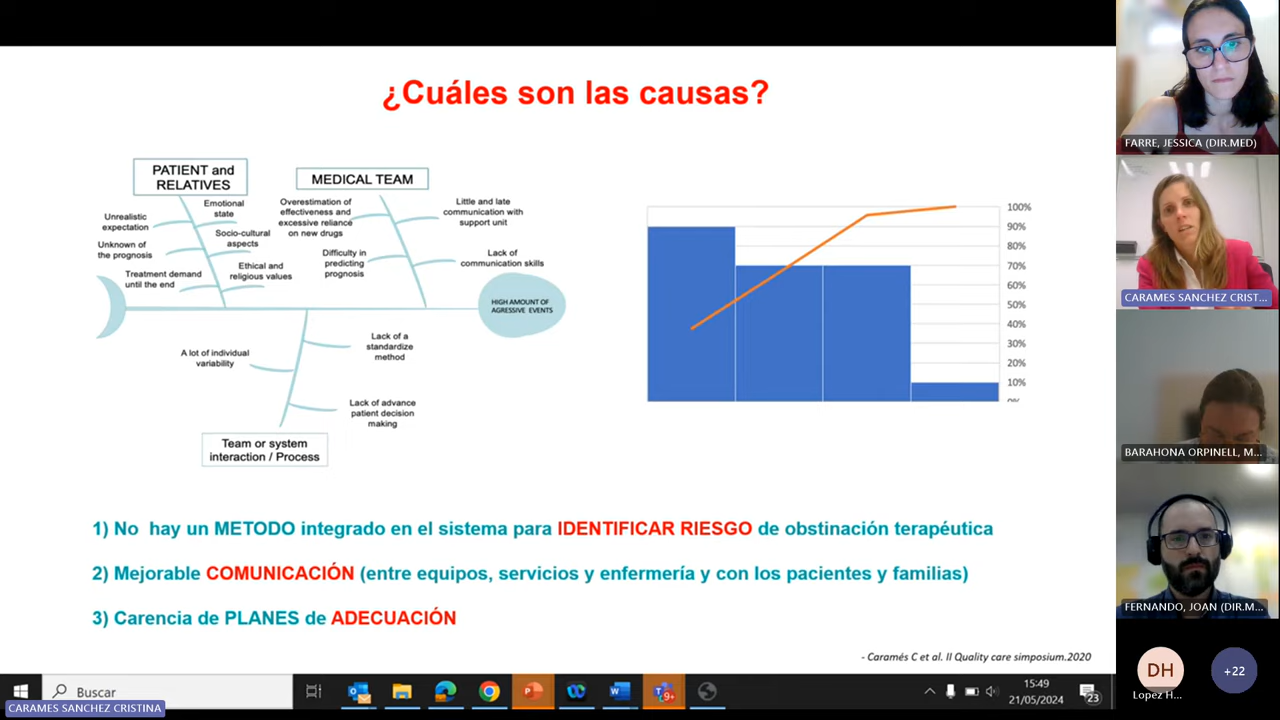 ¿Cuáles son las causas?
PATIENT and
RELATIVES
MEDICAL TEAM
Unrealistic
expectation
Emotional
state
Unknown of
the prognosis
Socio-cultural
aspects
Treatment demand
until the end
Ethical and
religious values
Overestimation of
effectiveness and
excessive reliance
on new drugs
Difficulty in
predicting
prognosis
Little and late
communication with
support unit
Lack of
communication skills
HIGH AMOUNT OF
AGRESSIVE EVENTS
A lot of individual
variability
Lack of a
standardize
method
Lack of advance
patient decision
making
Team or system
interaction / Process
100%
90%
80%
70%
60%
50%
40%
30%
20%
10%
0%
1) No hay un METODO integrado en el sistema para IDENTIFICAR RIESGO de obstinación terapéutica
2) Mejorable COMUNICACIÓN (entre equipos, servicios y enfermería y con los pacientes y familias)
3) Carencia de PLANES de ADECUACIÓN
- Caramés C et al. II Quality care simposium.2020
FARRE, JESSICA (DIR.MED)
CARAMES SANCHEZ CRIST...
BARAHONA ORPINELL, M...
FERNANDO, JOAN (DIR.M...
DH
Lopez H...
+22
Buscar
9+
15:49
21/05/2024
23
CARAMES SANCHEZ CRISTINA